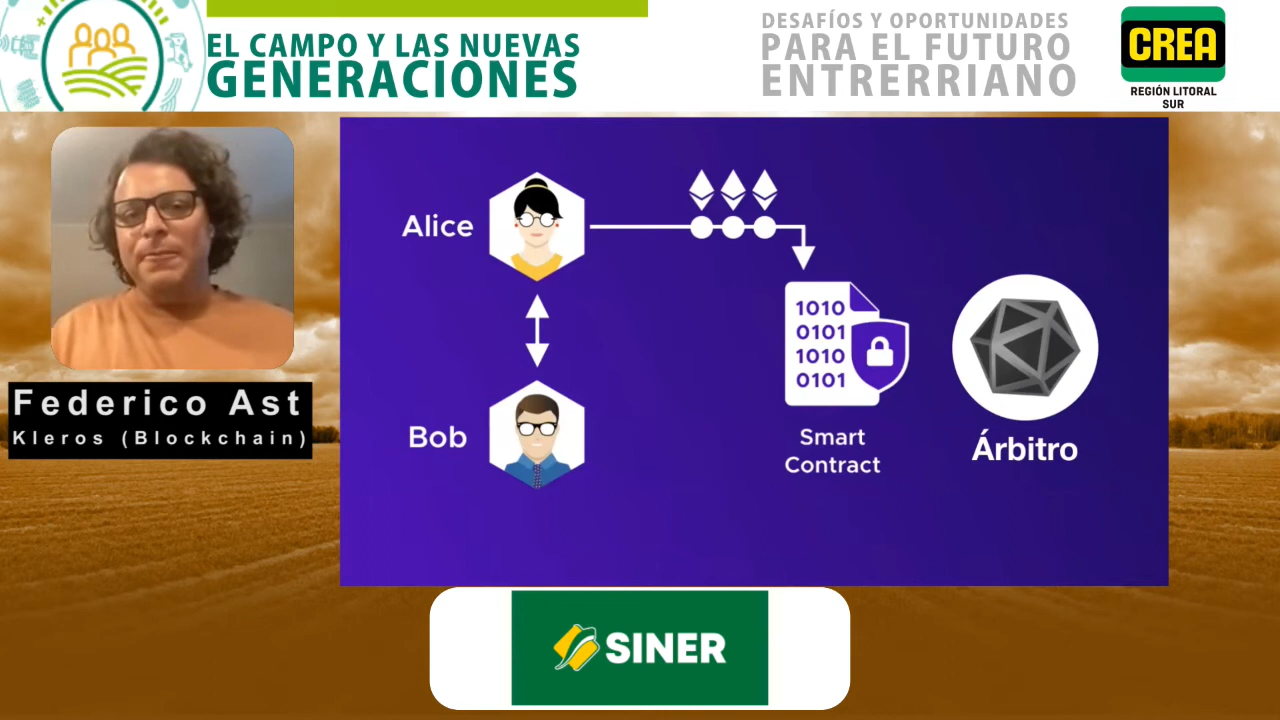 EL CAMPO Y LAS NUEVAS
GENERACIONES
DESAFÍOS Y OPORTUNIDADES
PARA EL FUTURO
ENTRERRIANO
CREA
REGIÓN LITORAL
SUR
Federico Ast
Kleros (Blockchain)
Alice
Bob
1010
0101
1010
0101
Smart
Contract
Árbitro
SINER